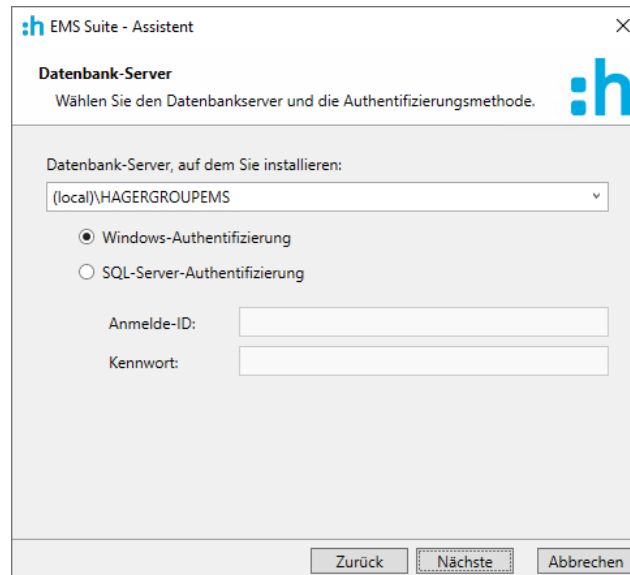 :h EMS Suite - Assistent
Datenbank-Server
Wählen Sie den Datenbankserver und die Authentifizierungsmethode.
:h
Datenbank-Server, auf dem Sie installieren:
(local)\HAGERGROUPEMS
Windows-Authentifizierung
SQL-Server-Authentifizierung
Anmelde-ID:
Kennwort:
Zurück Nächste Abbrechen